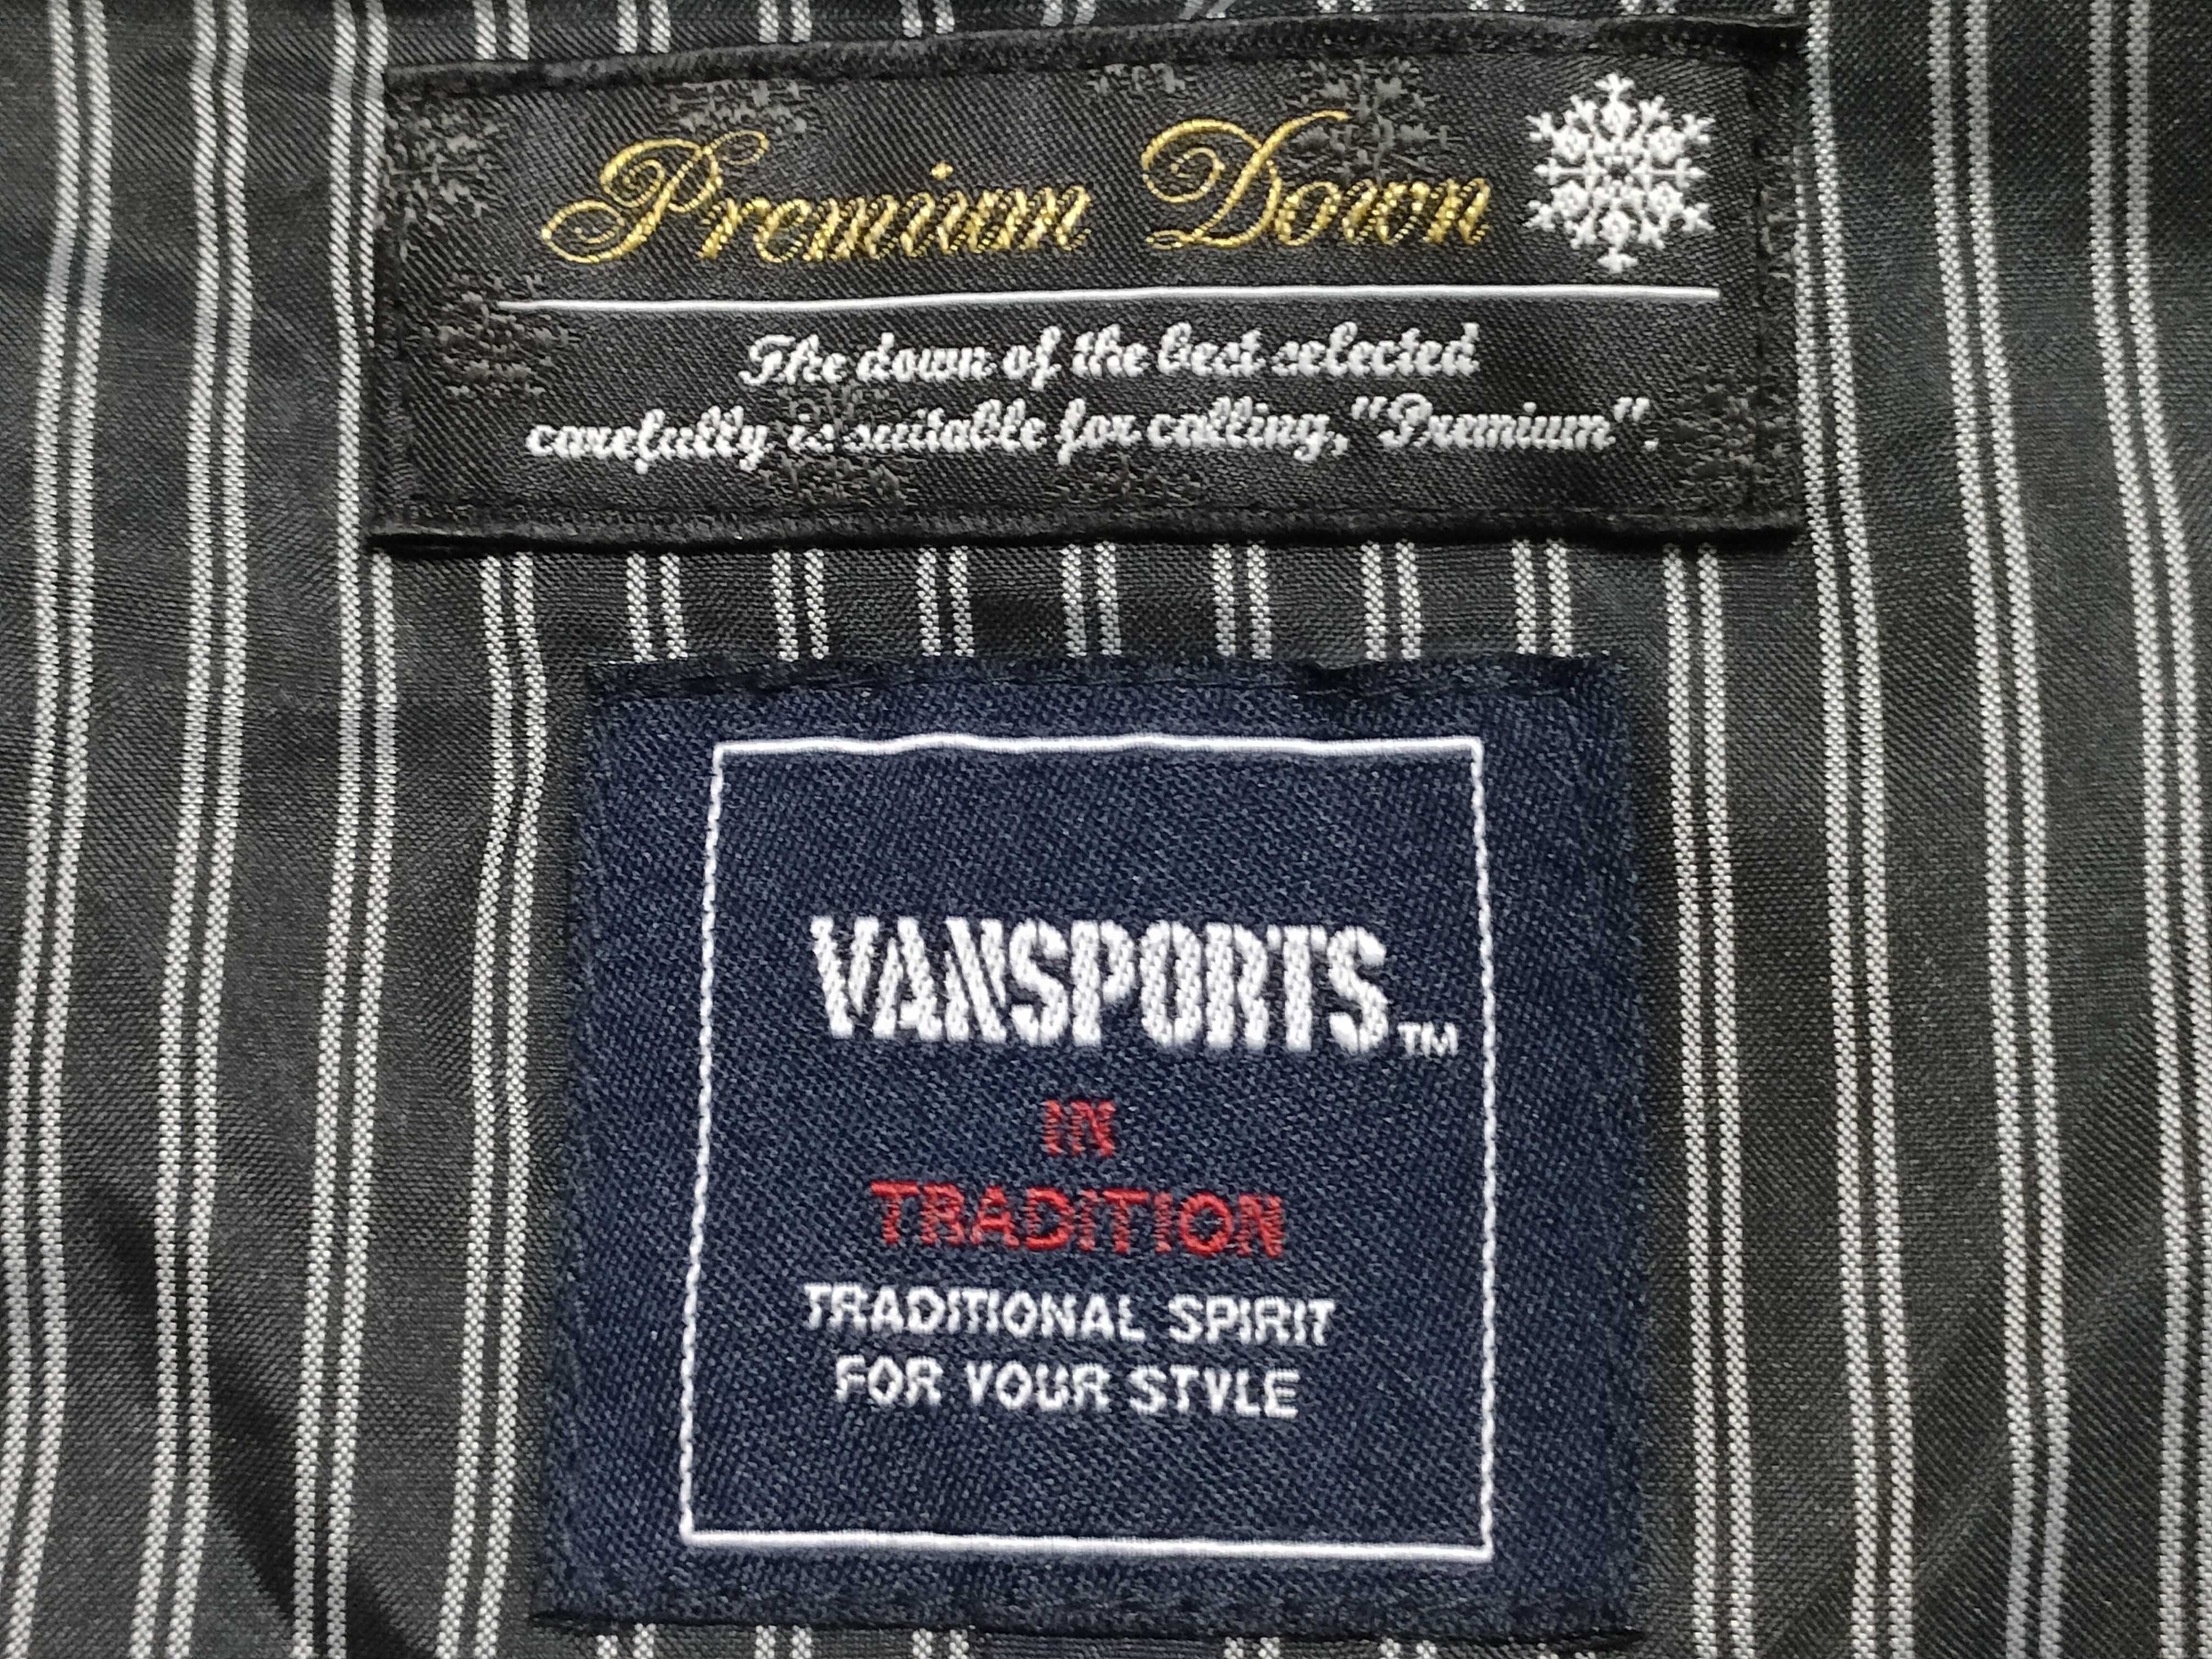 Premium Down
The down of the best selected
carefully is suitable for calling, "Premium".
VANSPORTS™
IN
TRADITION
TRADITIONAL SPIRIT
FOR YOUR STYLE